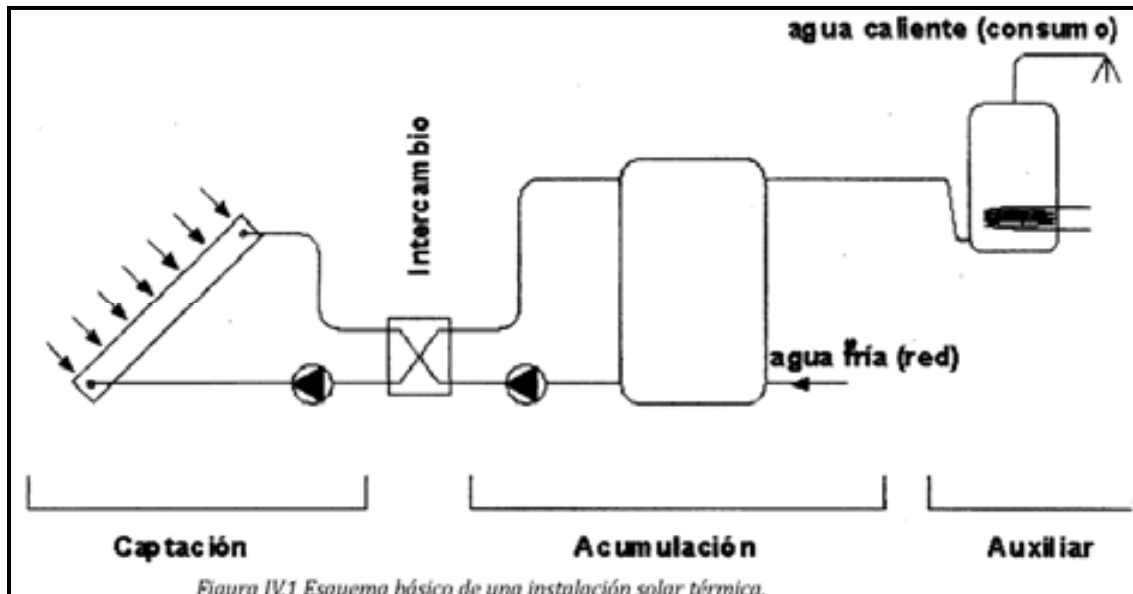 agua caliente (consumo)
Intercambio
agua fría (red)
Captación
Acumulación
Auxiliar
Figura IV.1 Esquema básico de una instalación solar térmica.